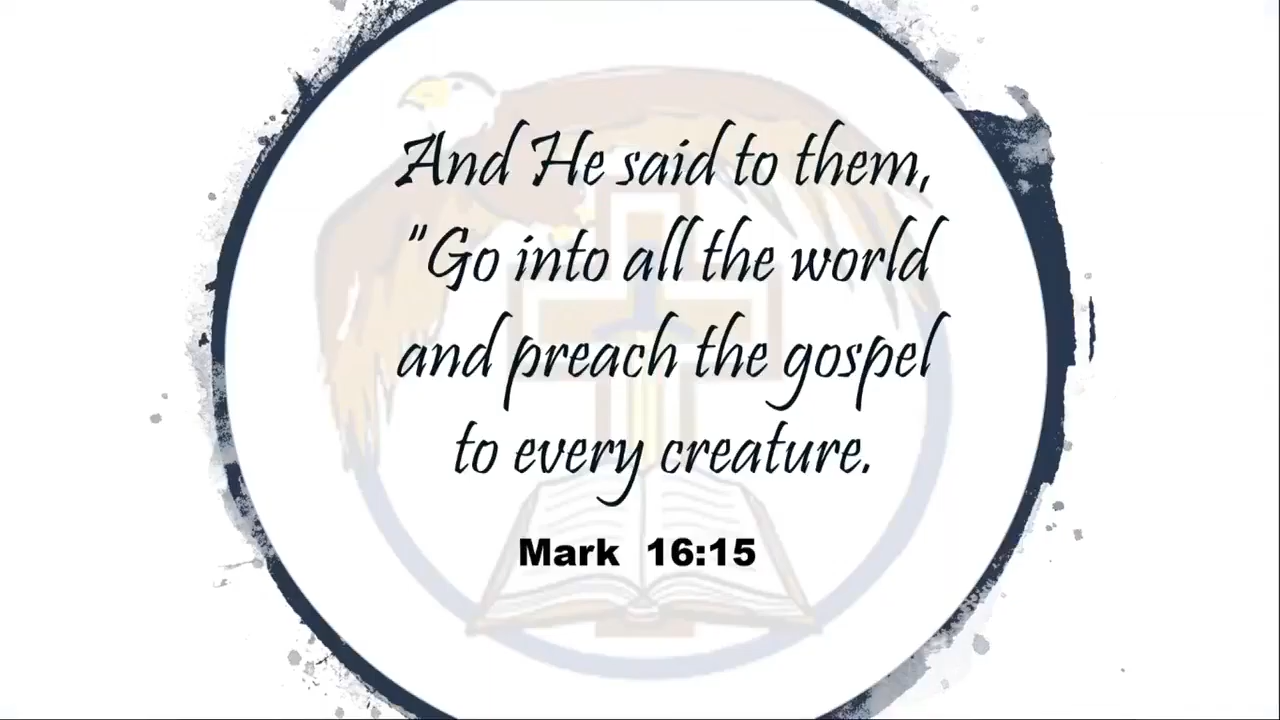 And He said to them,
"Go into all the world
and preach the gospel
to every creature.
Mark 16:15